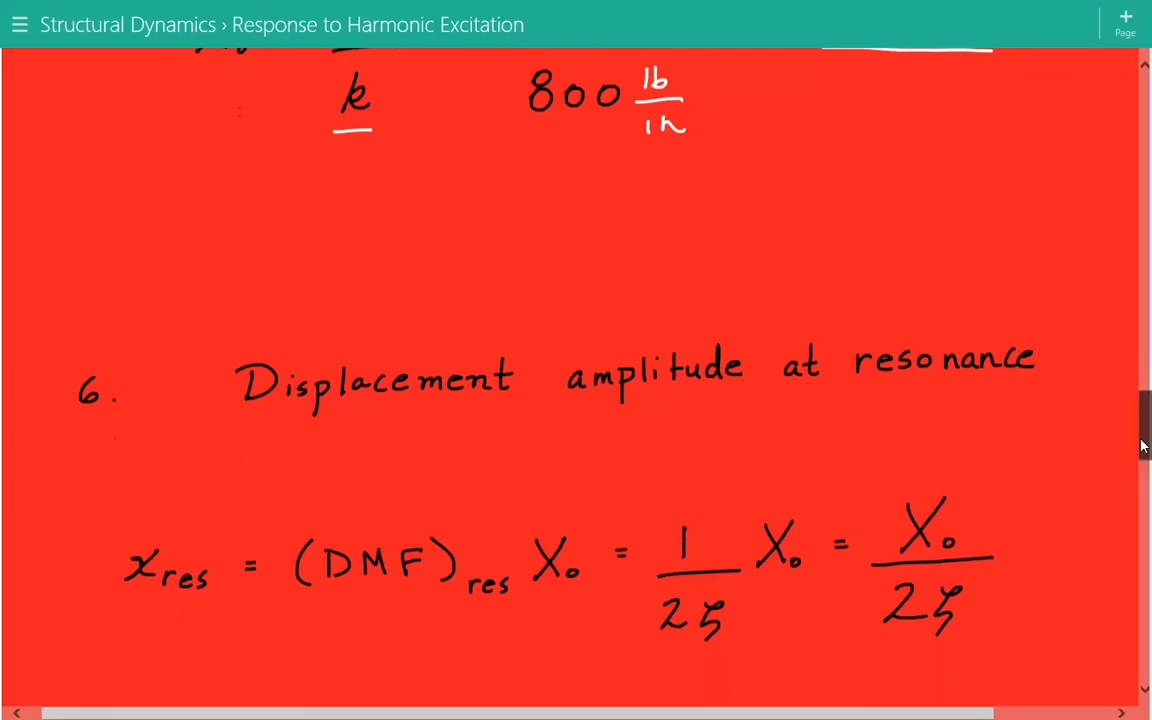 ☰ Structural Dynamics › Response to Harmonic Excitation
+ Page
k 800 lb/in
6. Displacement amplitude at resonance
x_res = (DMF)_res X₀ = 1/2ζ X₀ = X₀/2ζ